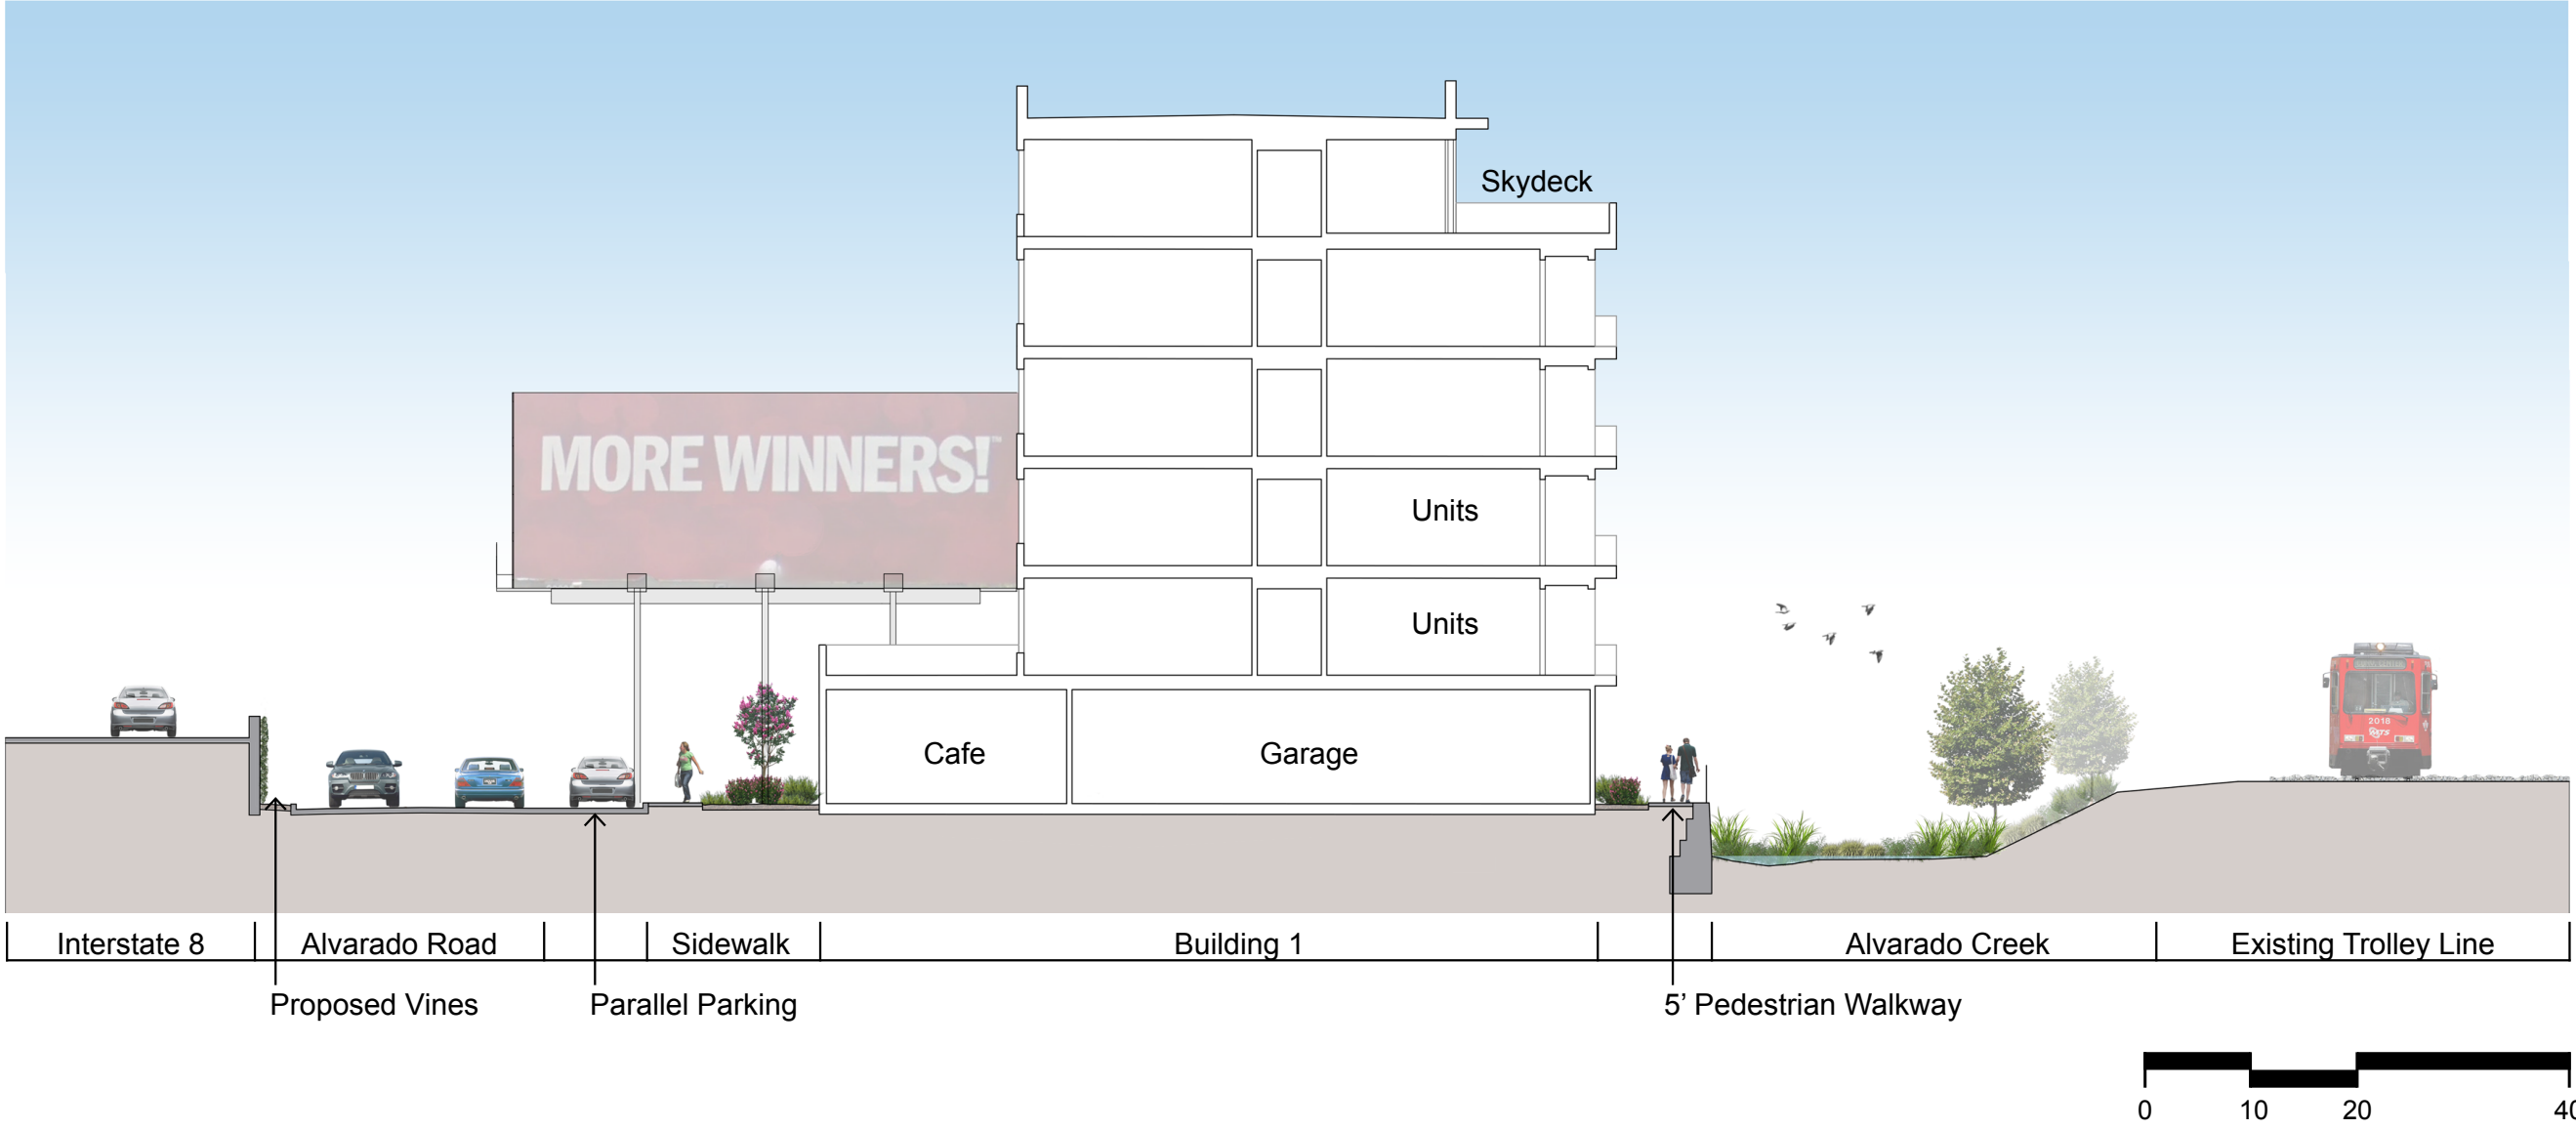 Skydeck
MORE WINNERS!
Units
Units
2018
Cafe
Garage
Interstate 8
Alvarado Road
Sidewalk
Building 1
Alvarado Creek
Existing Trolley Line
Proposed Vines
Parallel Parking
5’ Pedestrian Walkway
0 10 20 40